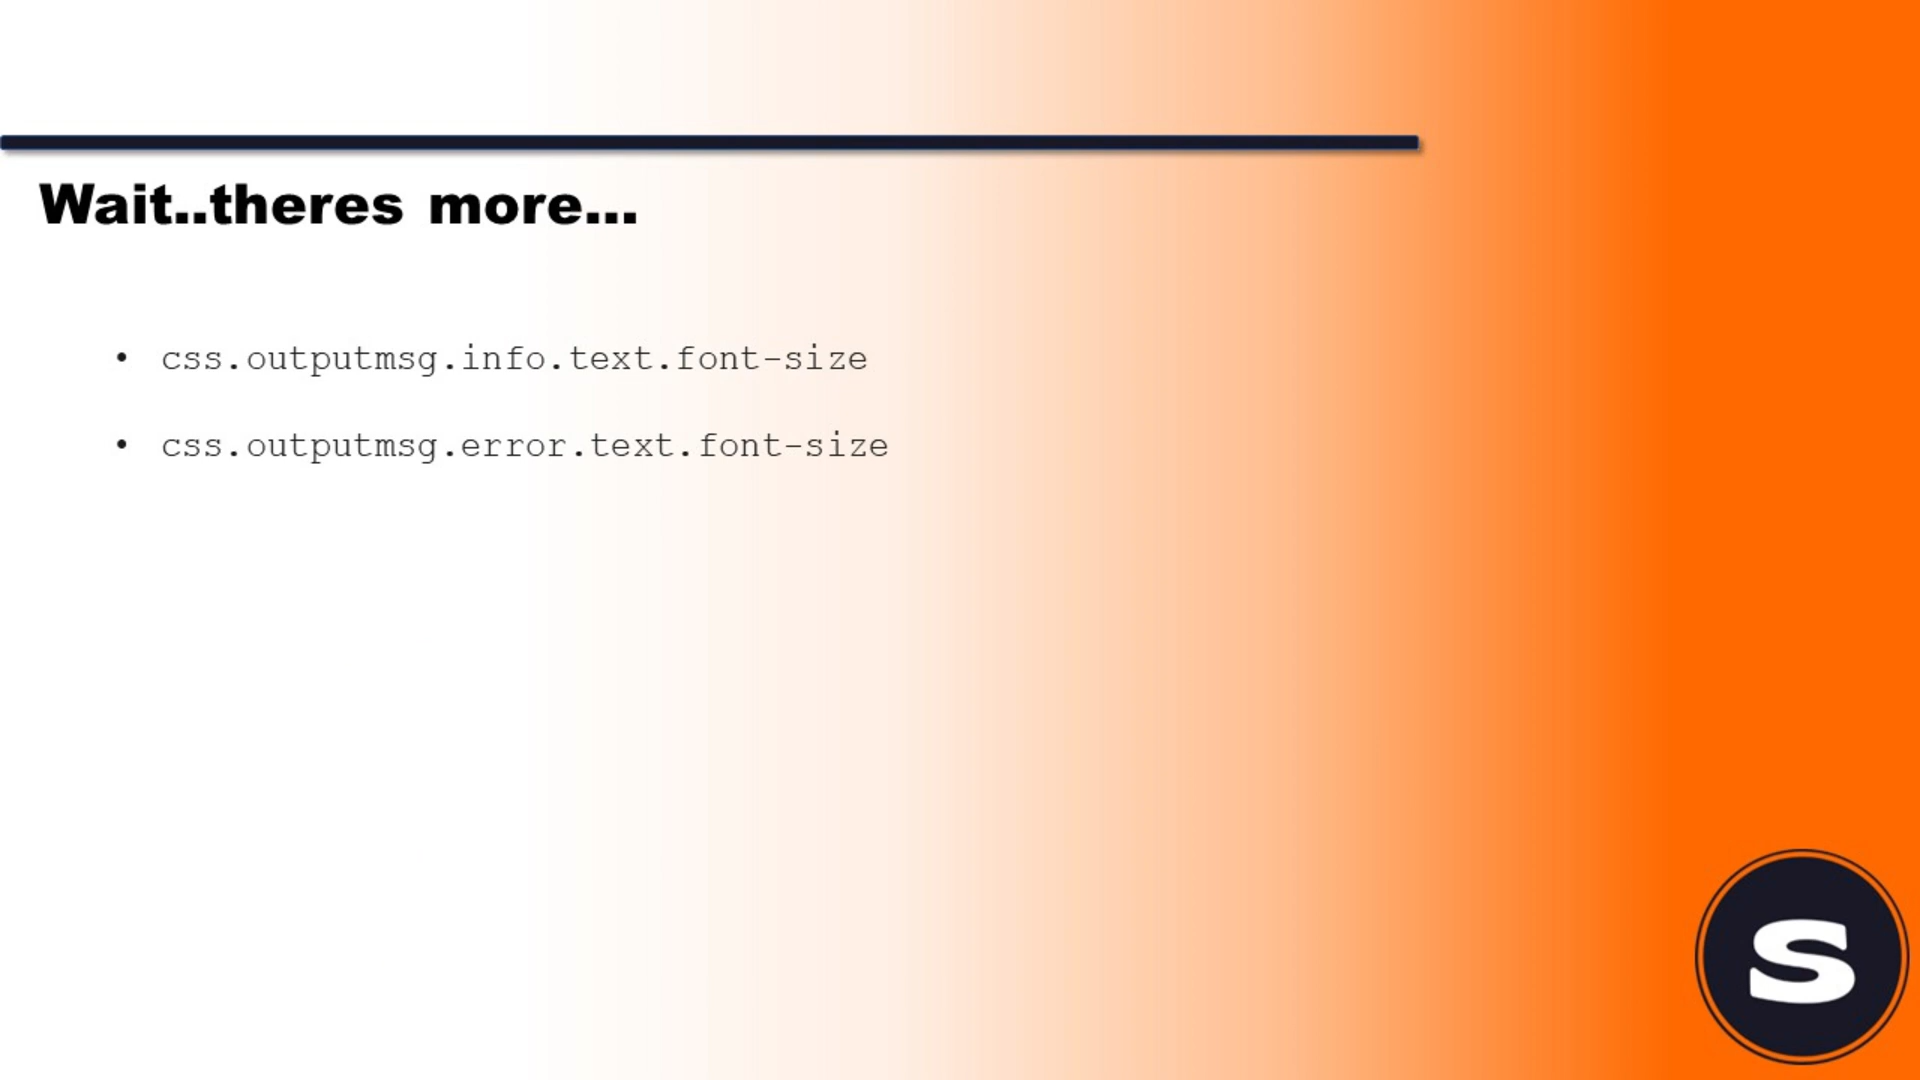 Wait..theres more...
• css.outputmsg.info.text.font-size
• css.outputmsg.error.text.font-size
S